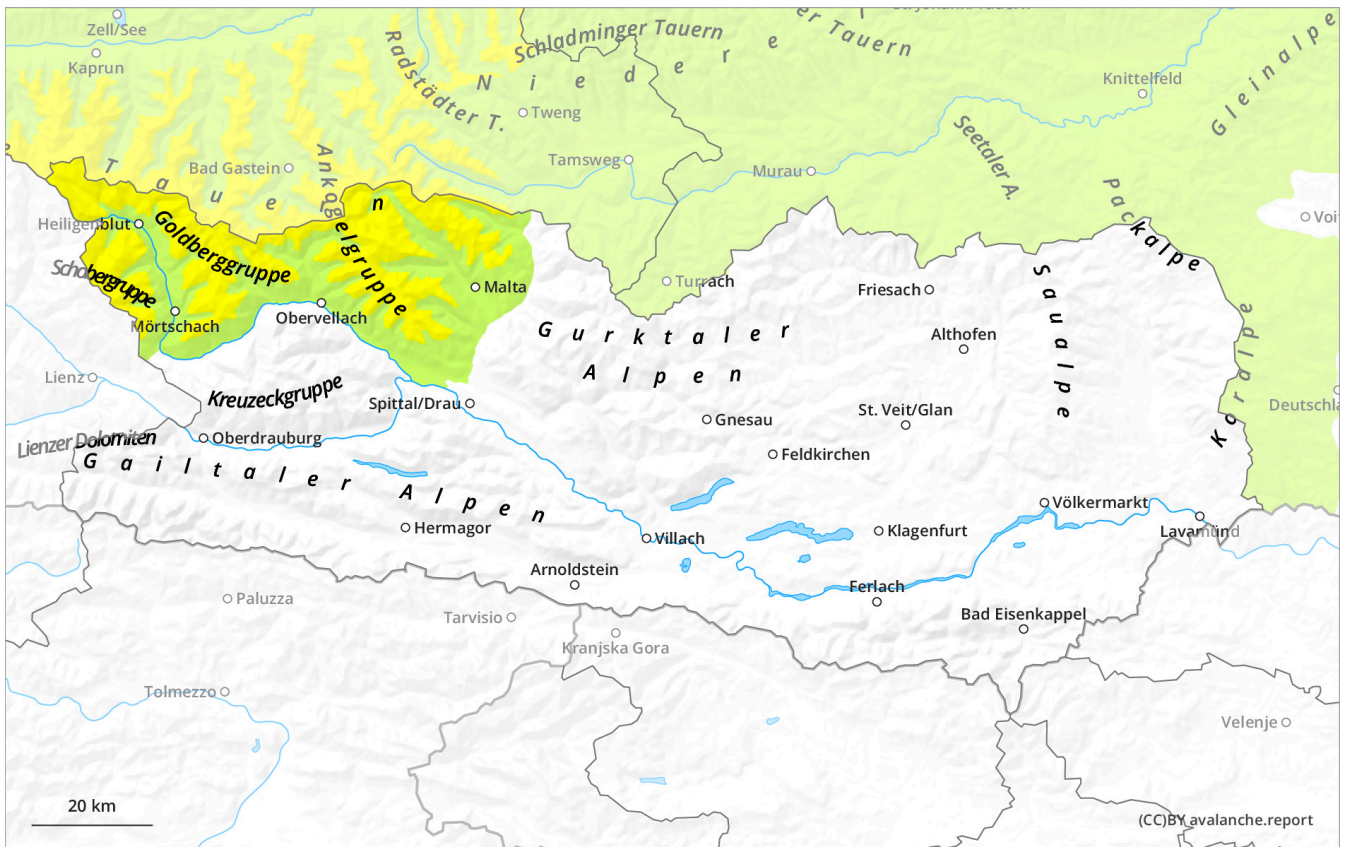 Zell/See
Kaprun
Radstädter T.
Schladminger Tauern
Niedere
er Tauern
Knittelfeld
Gleinalpe
Tweng
Tamsweg
Murau
Seetaler A.
Bad Gastein
Tauern
Ankogelgruppe
Packalpe
Heiligenblut
Goldberggruppe
Schobergruppe
Malta
Turrach
Friesach
Saualpe
Mörtschach
Obervellach
Gurktaler
Alpen
Althofen
Koralpe
Lienz
Kreuzeckgruppe
Spittal/Drau
Gnesau
St. Veit/Glan
Deutschla
Lienzer Dolomiten
Oberdrauburg
Feldkirchen
Gailtaler Alpen
Hermagor
Villach
Klagenfurt
Völkermarkt
Lavamünd
Arnoldstein
Ferlach
Bad Eisenkappel
Paluzza
Tarvisio
Kranjska Gora
Tolmezzo
Velenje
20 km
(CC)BY avalanche.report